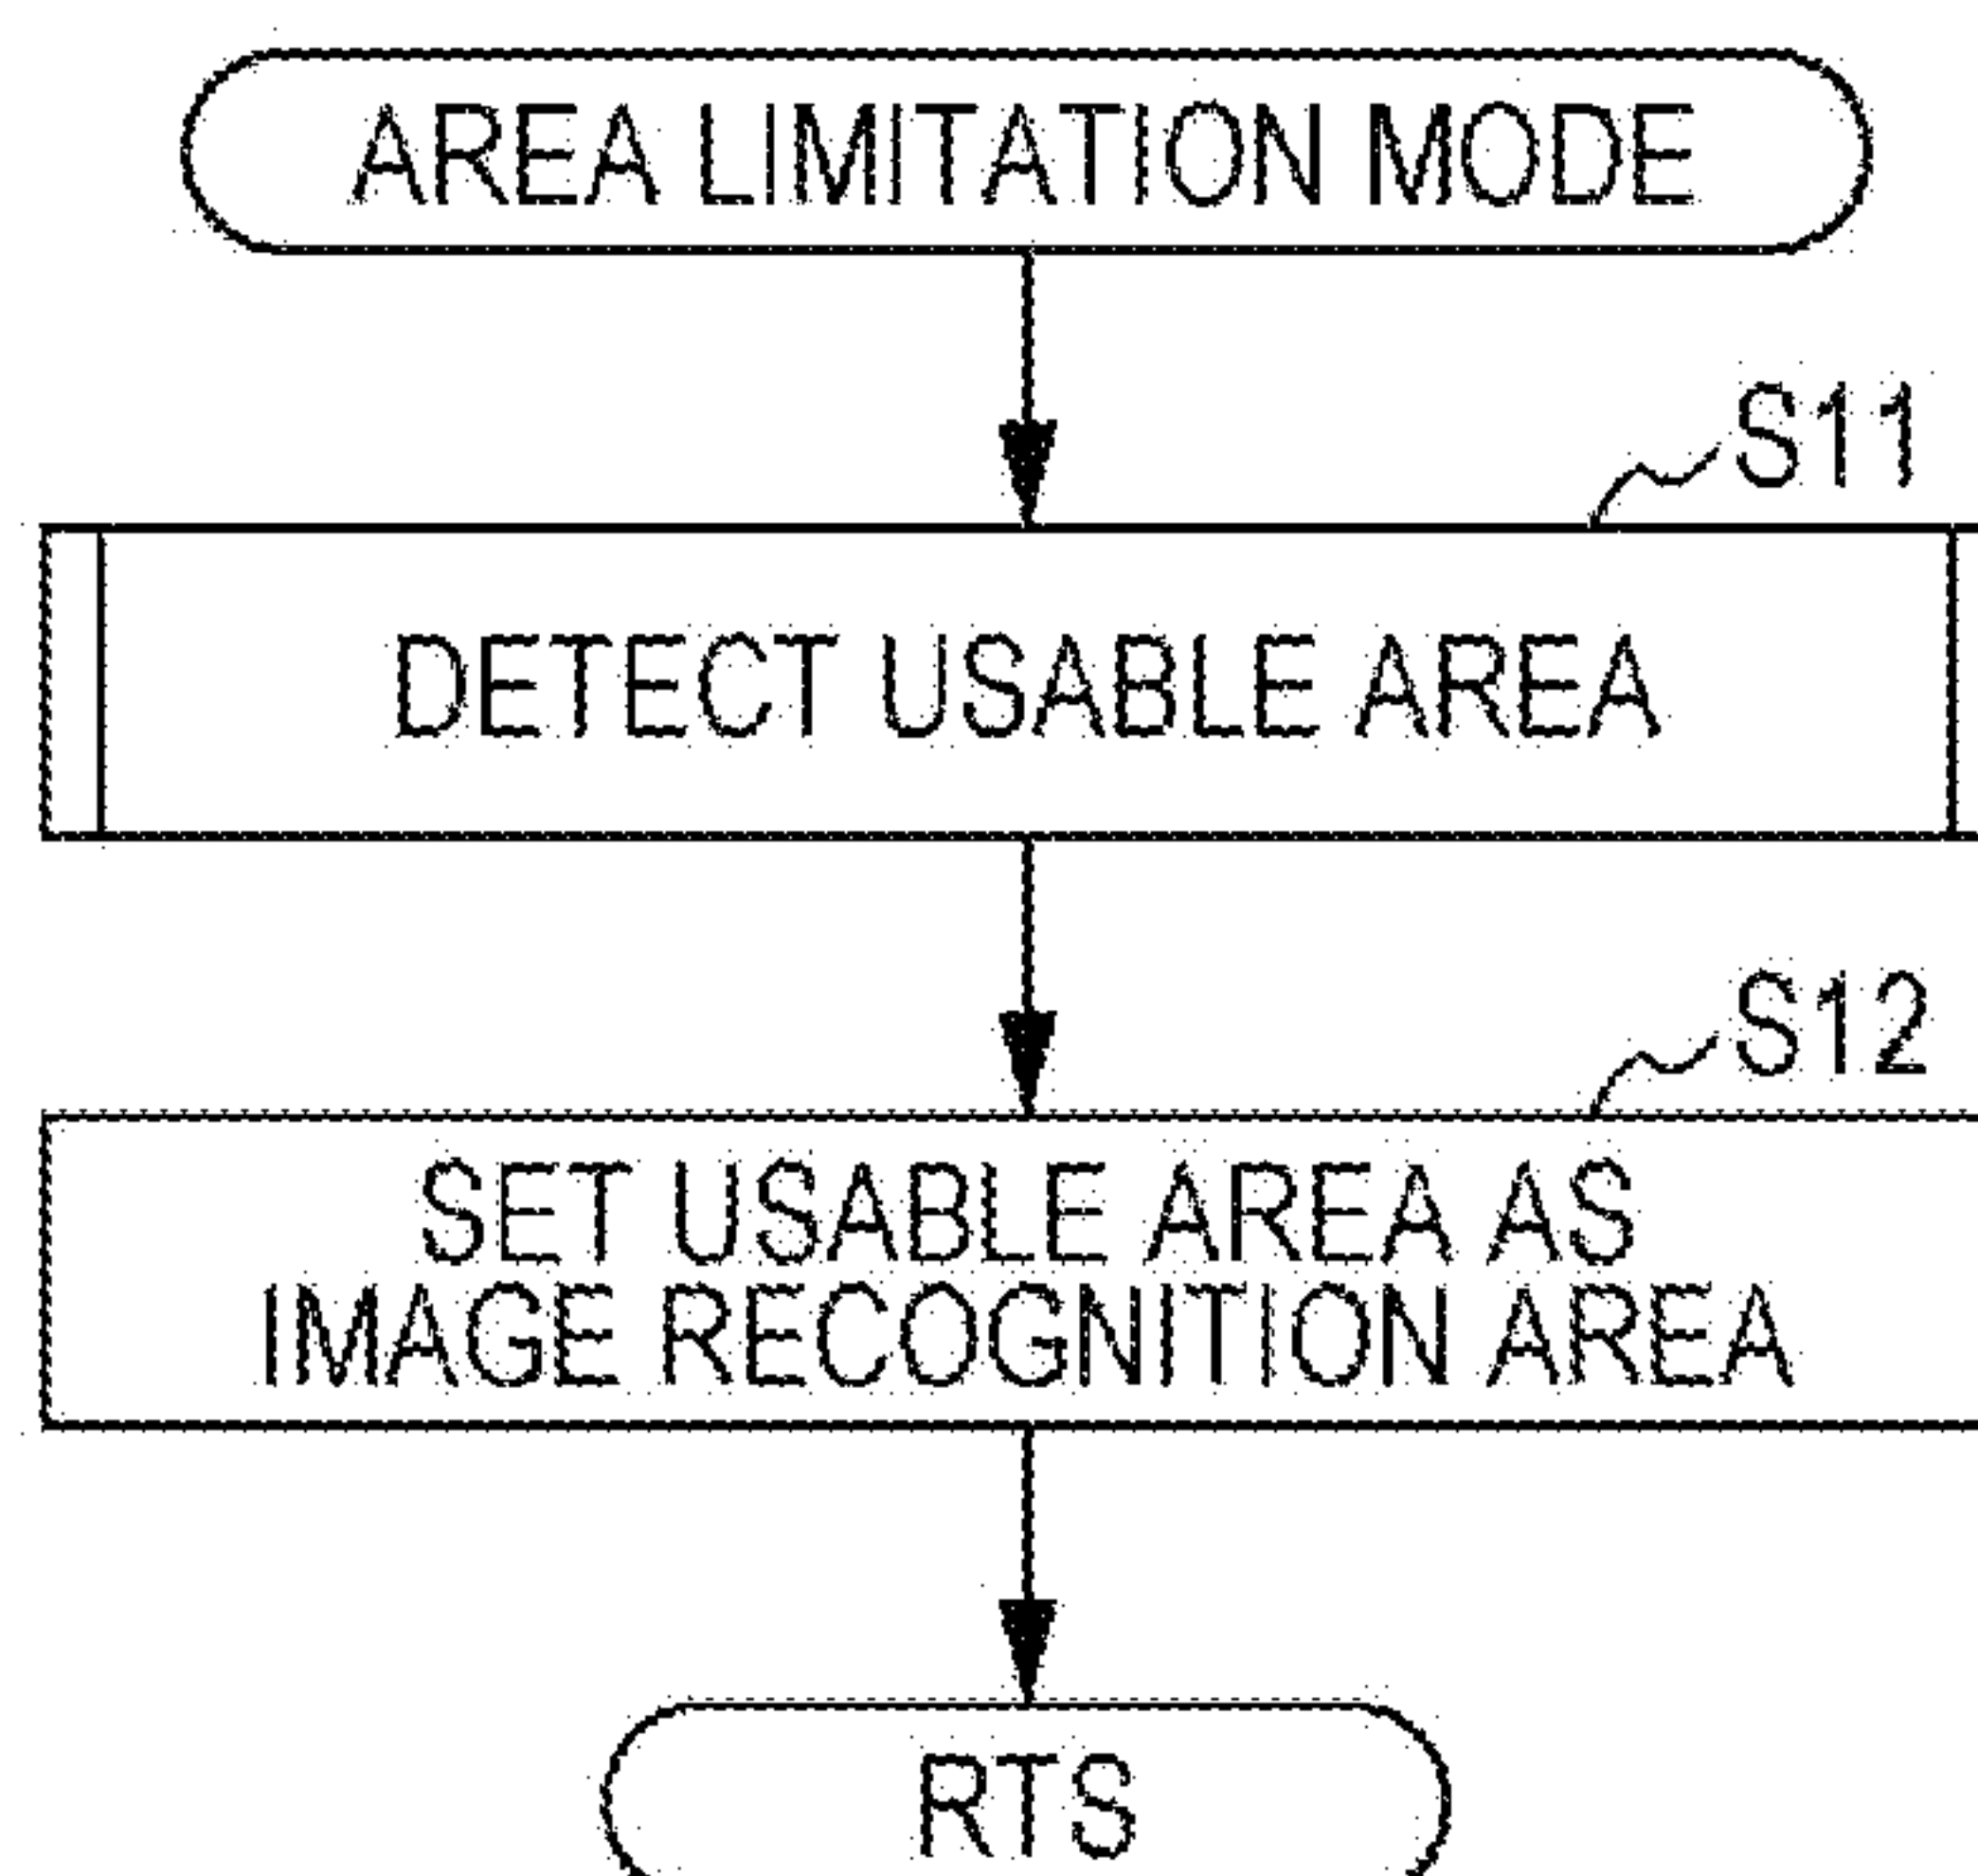 AREA LIMITATION MODE
S11
DETECT USABLE AREA
S12
SET USABLE AREA AS
IMAGE RECOGNITION AREA
RTS